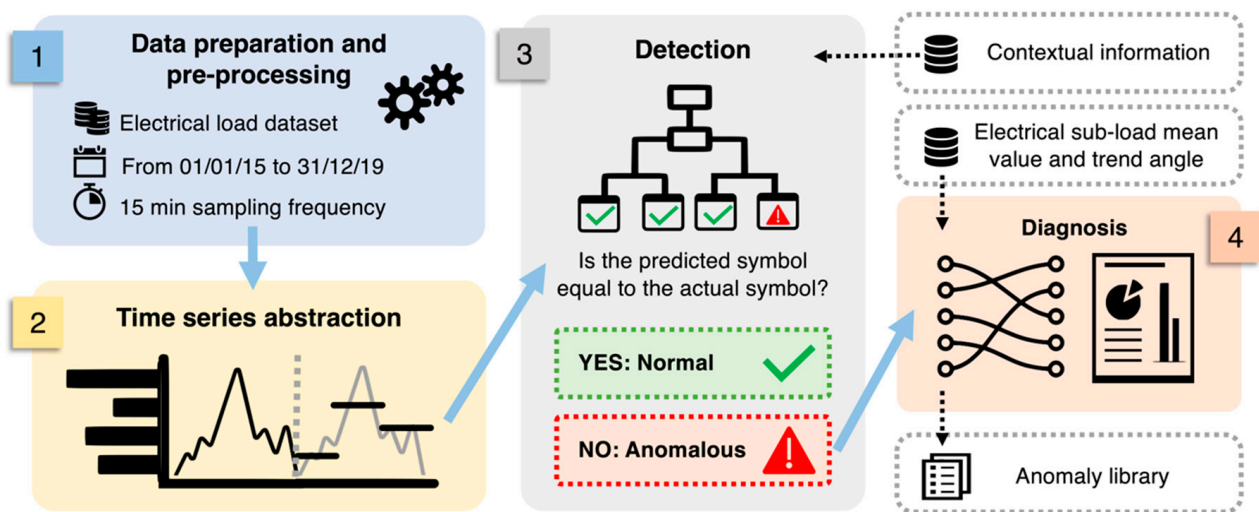 1
Data preparation and
pre-processing
Electrical load dataset
From 01/01/15 to 31/12/19
15 min sampling frequency
2
Time series abstraction
3
Detection
Is the predicted symbol
equal to the actual symbol?
YES: Normal
NO: Anomalous
Contextual information
Electrical sub-load mean
value and trend angle
Diagnosis
4
Anomaly library